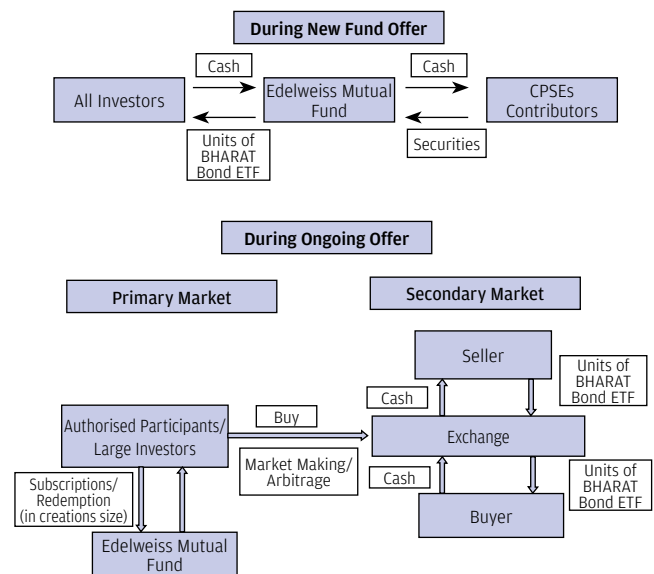 During New Fund Offer
Cash
Cash
All Investors
Edelweiss Mutual
Fund
CPSEs
Contributors
Units of
BHARAT
Bond ETF
Securities
During Ongoing Offer
Primary Market
Secondary Market
Seller
Units of
BHARAT
Bond ETF
Cash
Authorised Participants/
Large Investors
Buy
Exchange
Market Making/
Arbitrage
Cash
Units of
BHARAT
Bond ETF
Subscriptions/
Redemption
(in creations size)
Buyer
Edelweiss Mutual
Fund